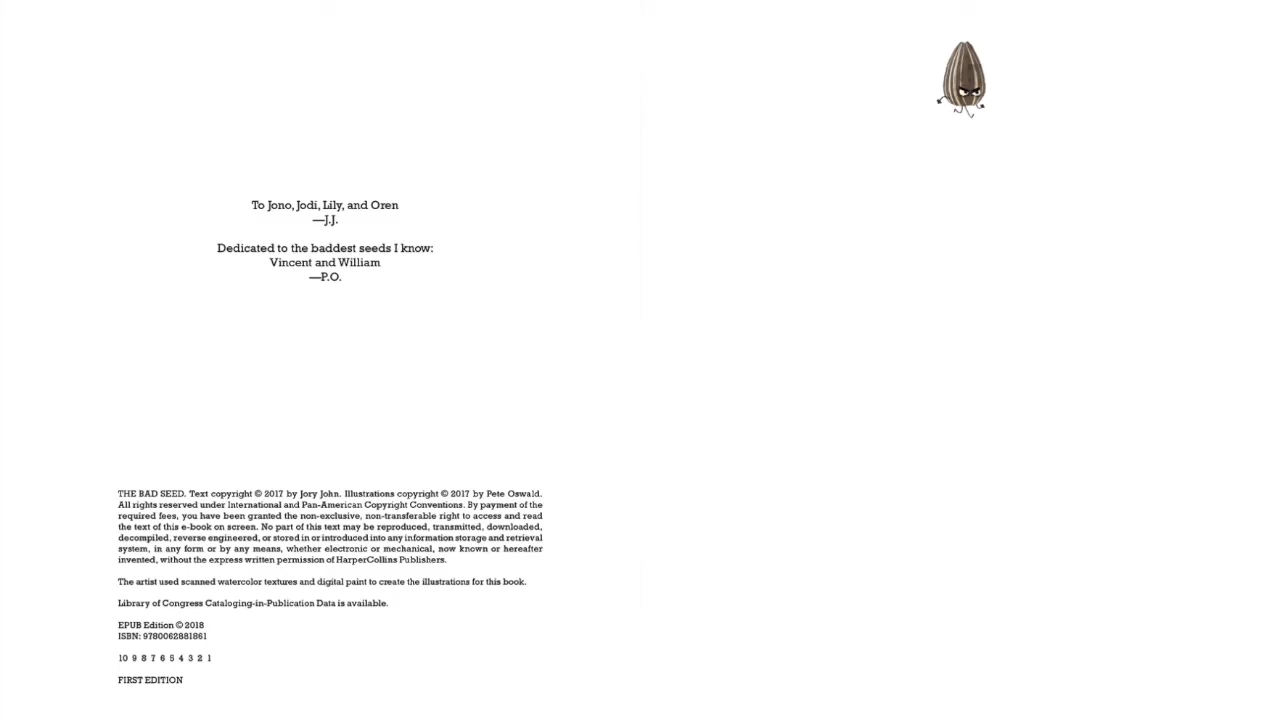 To Jono, Jodi, Lily, and Oren
—J.J.
Dedicated to the baddest seeds I know:
Vincent and William
—P.O.
THE BAD SEED. Text copyright © 2017 by Jory John. Illustrations copyright © 2017 by Pete Oswald.
All rights reserved under International and Pan-American Copyright Conventions. By payment of the
required fees, you have been granted the non-exclusive, non-transferable right to access and read
the text of this e-book on screen. No part of this text may be reproduced, transmitted, downloaded,
decompiled, reverse engineered, or stored in or introduced into any information storage and retrieval
system, in any form or by any means, whether electronic or mechanical, now known or hereafter
invented, without the express written permission of HarperCollins Publishers.
The artist used scanned watercolor textures and digital paint to create the illustrations for this book.
Library of Congress Cataloging-in-Publication Data is available.
EPUB Edition © 2018
ISBN: 9780062881861
10 9 8 7 6 5 4 3 2 1
FIRST EDITION